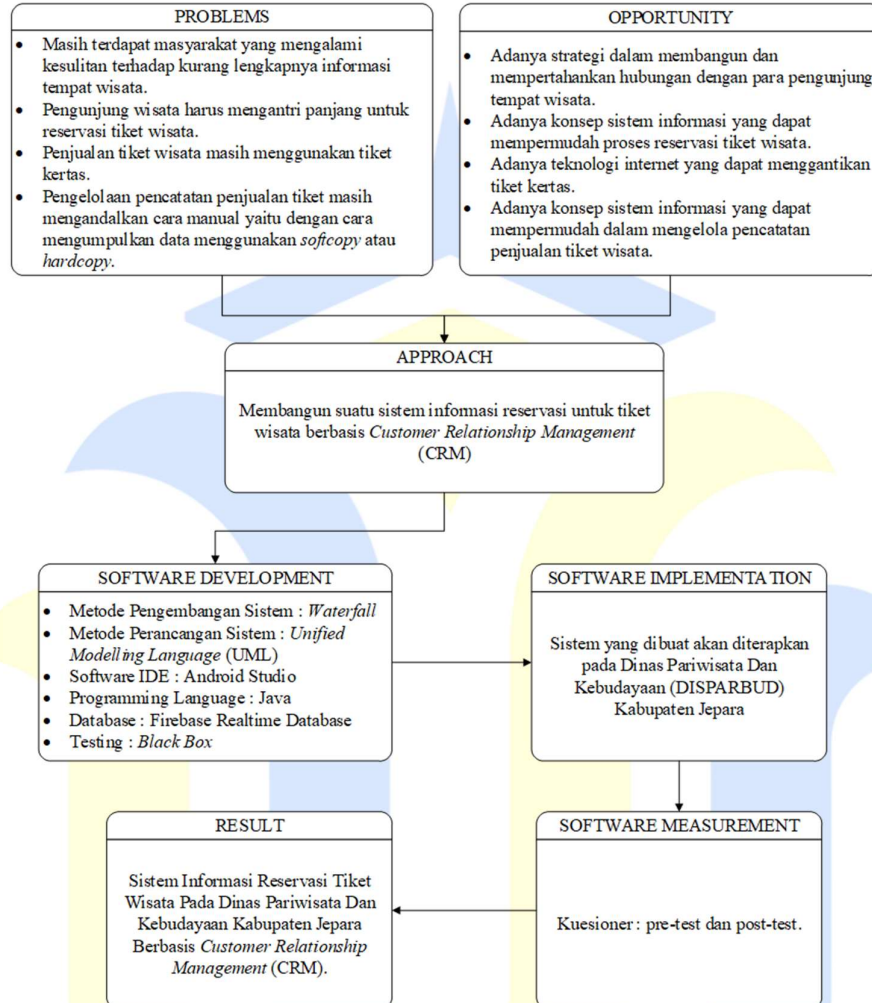 PROBLEMS
• Masih terdapat masyarakat yang mengalami
kesulitan terhadap kurang lengkapnya informasi
tempat wisata.
• Pengunjung wisata harus mengantri panjang untuk
reservasi tiket wisata.
• Penjualan tiket wisata masih menggunakan tiket
kertas.
• Pengelolaan pencatatan penjualan tiket masih
mengandalkan cara manual yaitu dengan cara
mengumpulkan data menggunakan softcopy atau
hardcopy.
OPPORTUNITY
• Adanya strategi dalam membangun dan
mempertahankan hubungan dengan para pengunjung
tempat wisata.
• Adanya konsep sistem informasi yang dapat
mempermudah proses reservasi tiket wisata.
• Adanya teknologi internet yang dapat menggantikan
tiket kertas.
• Adanya konsep sistem informasi yang dapat
mempermudah dalam mengelola pencatatan
penjualan tiket wisata.
APPROACH
Membangun suatu sistem informasi reservasi untuk tiket
wisata berbasis Customer Relationship Management
(CRM)
SOFTWARE DEVELOPMENT
• Metode Pengembangan Sistem : Waterfall
• Metode Perancangan Sistem : Unified
Modelling Language (UML)
• Software IDE : Android Studio
• Programming Language : Java
• Database : Firebase Realtime Database
• Testing : Black Box
SOFTWARE IMPLEMENTATION
Sistem yang dibuat akan diterapkan
pada Dinas Pariwisata Dan
Kebudayaan (DISPARBUD)
Kabupaten Jepara
SOFTWARE MEASUREMENT
Kuesioner : pre-test dan post-test.
RESULT
Sistem Informasi Reservasi Tiket
Wisata Pada Dinas Pariwisata Dan
Kebudayaan Kabupaten Jepara
Berbasis Customer Relationship
Management (CRM).